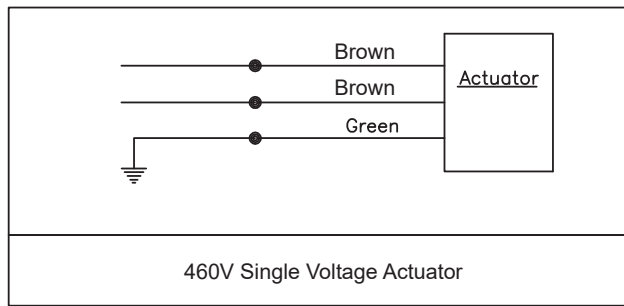 Brown
Actuator
Brown
Green
460V Single Voltage Actuator